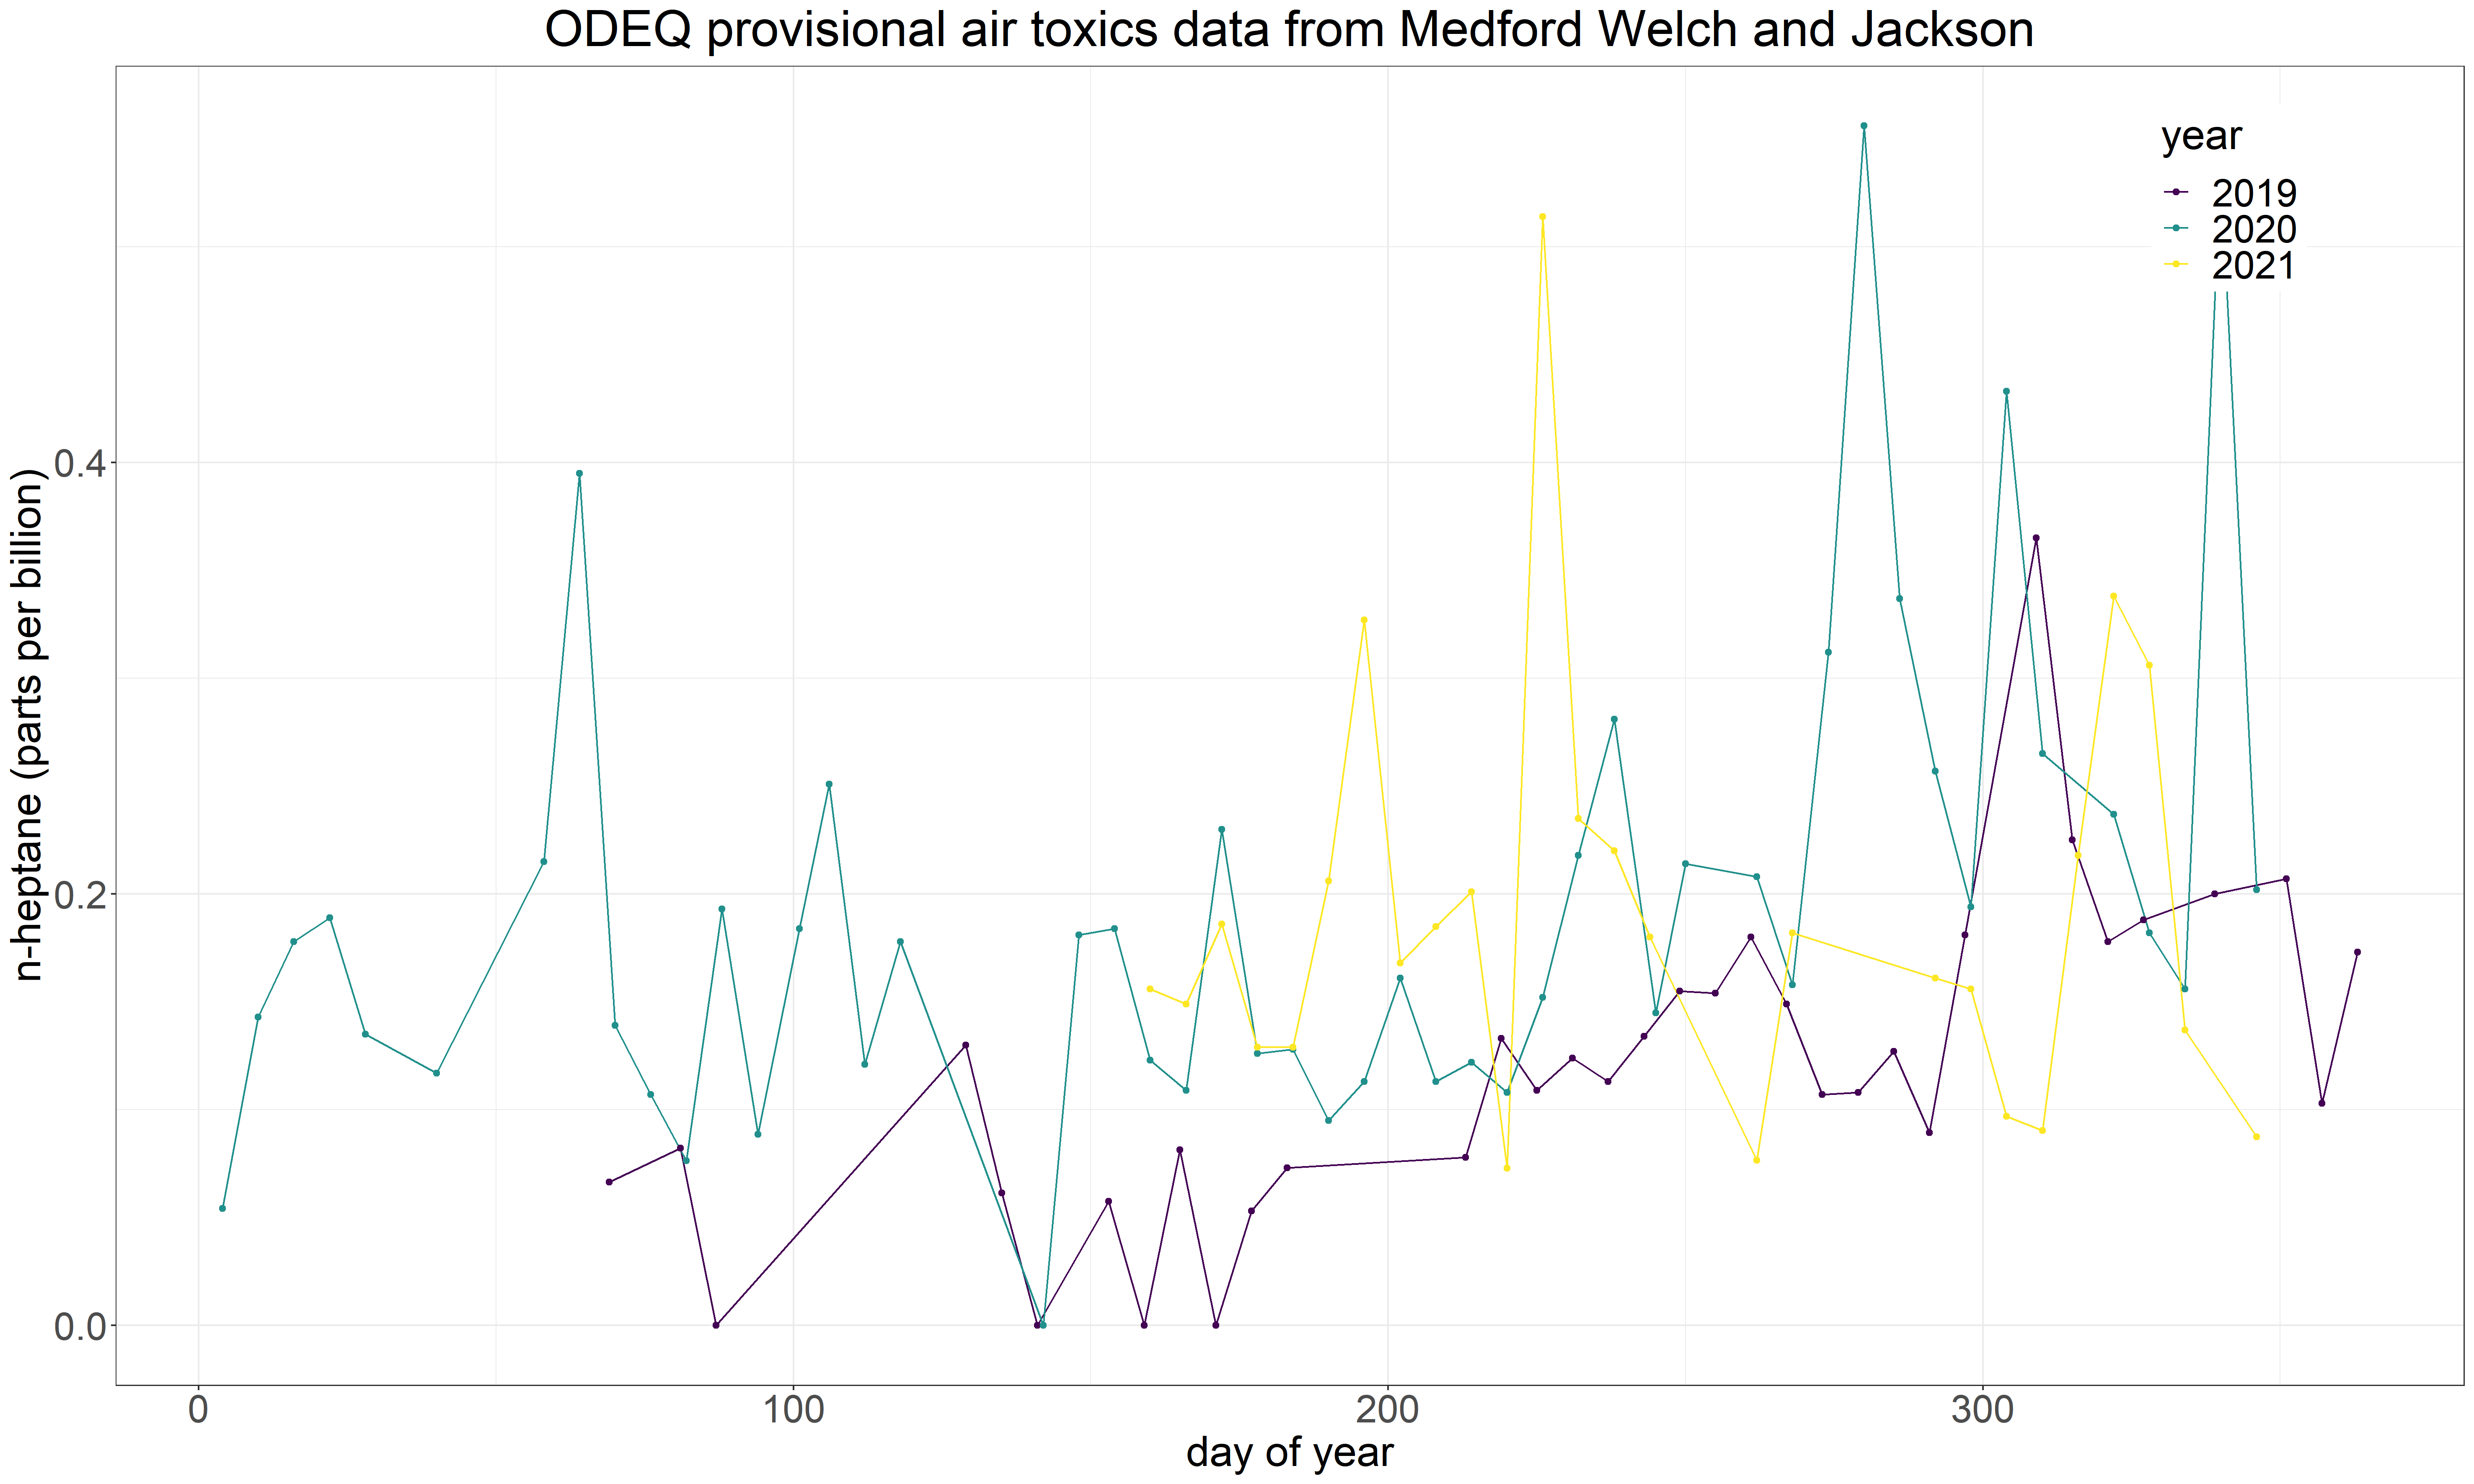 ODEQ provisional air toxics data from Medford Welch and Jackson
year
2019
2020
2021
n-heptane (parts per billion)
0.4
0.2
0.0
0
100
200
300
day of year